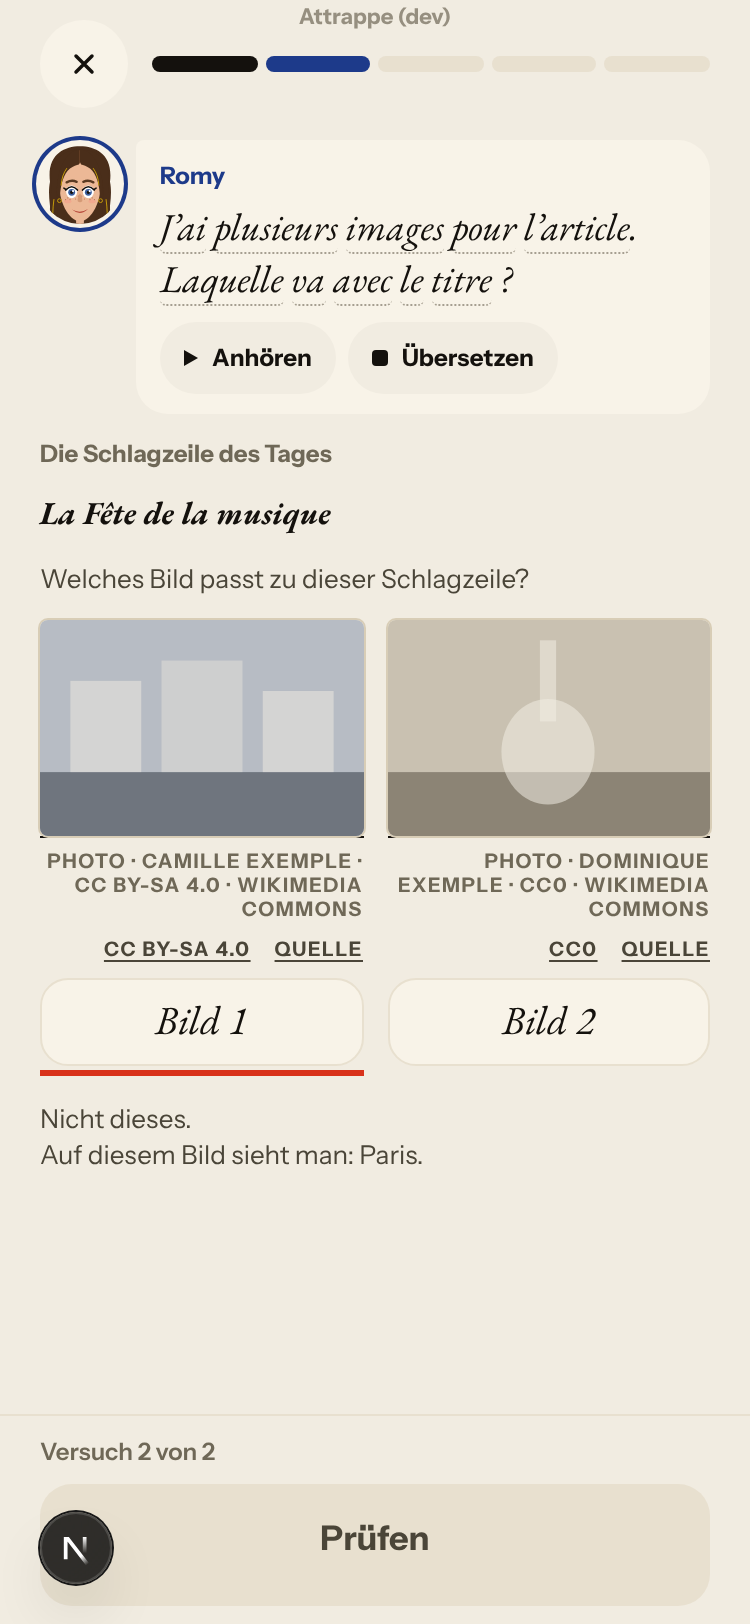 Attrappe (dev)
Romy
J’ai plusieurs images pour l’article.
Laquelle va avec le titre ?
Anhören
Übersetzen
Die Schlagzeile des Tages
La Fête de la musique
Welches Bild passt zu dieser Schlagzeile?
PHOTO · CAMILLE EXEMPLE ·
CC BY-SA 4.0 · WIKIMEDIA
COMMONS
CC BY-SA 4.0 QUELLE
Bild 1
PHOTO · DOMINIQUE
EXEMPLE · CC0 · WIKIMEDIA
COMMONS
CC0 QUELLE
Bild 2
Nicht dieses.
Auf diesem Bild sieht man: Paris.
Versuch 2 von 2
Prüfen
N